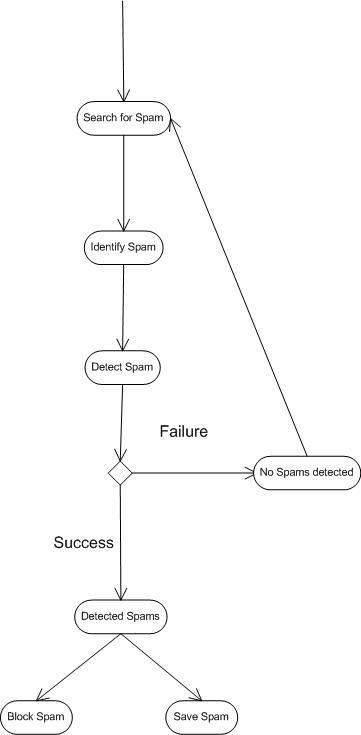 Search for Spam
Identify Spam
Detect Spam
Failure
No Spams detected
Success
Detected Spams
Block Spam
Save Spam